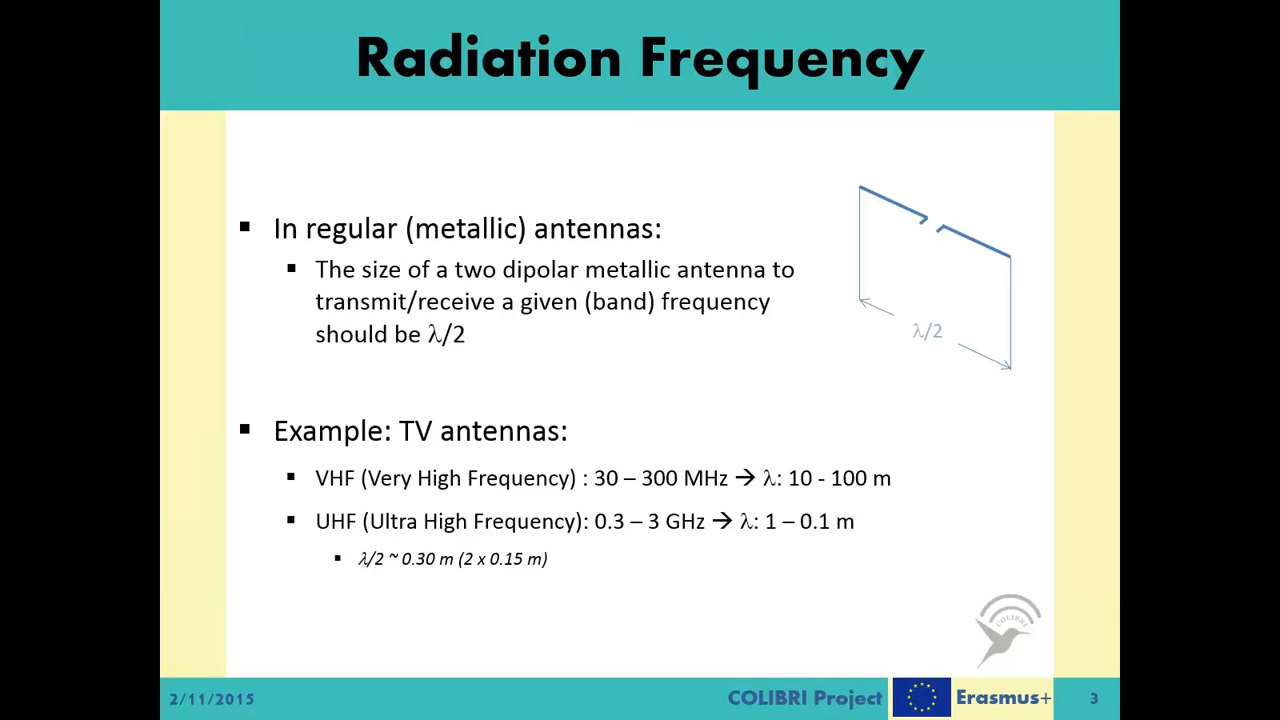 Radiation Frequency
▪ In regular (metallic) antennas:
▪ The size of a two dipolar metallic antenna to
transmit/receive a given (band) frequency
should be λ/2
λ/2
▪ Example: TV antennas:
▪ VHF (Very High Frequency) : 30 – 300 MHz → λ: 10 - 100 m
▪ UHF (Ultra High Frequency): 0.3 – 3 GHz → λ: 1 – 0.1 m
▪ λ/2 ~ 0.30 m (2 x 0.15 m)
COLIBRI
2/11/2015
COLIBRI Project
Erasmus+
3